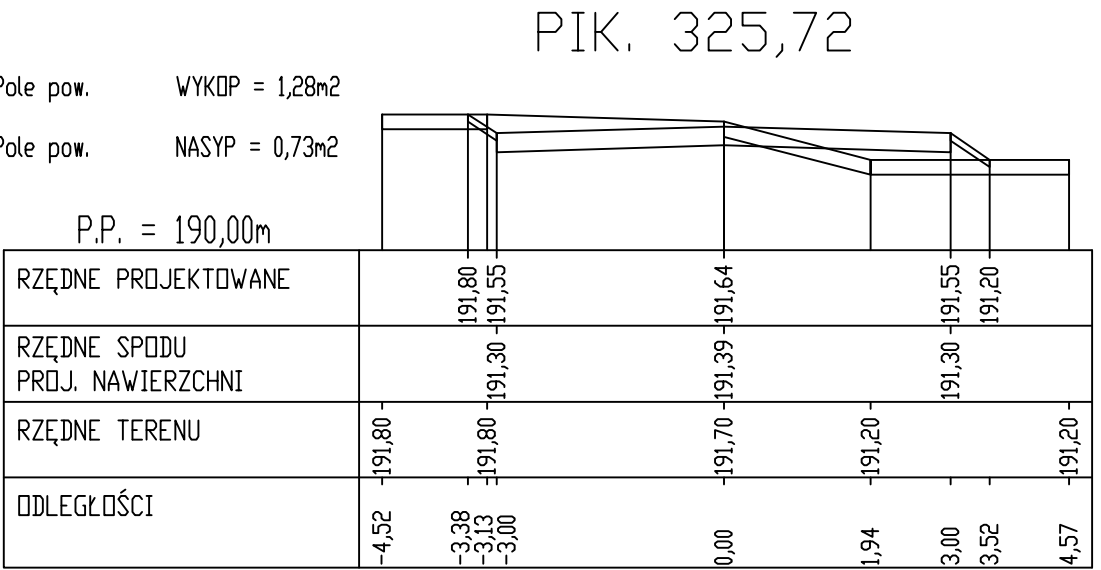 PIK. 325,72
Pole pow. WYKOP = 1,28m2
Pole pow. NASYP = 0,73m2
P.P. = 190,00m
RZĘDNE PROJEKTOWANE 191,80 191,55 191,64 191,55 191,20
RZĘDNE SPODU
PROJ. NAWIERZCHNI 191,30 191,39 191,30
RZĘDNE TERENU 191,80 191,80 191,70 191,20 191,20
ODLEGŁOŚCI -4,52 -3,38 -3,13 -3,00 0,00 1,94 3,00 3,52 4,57